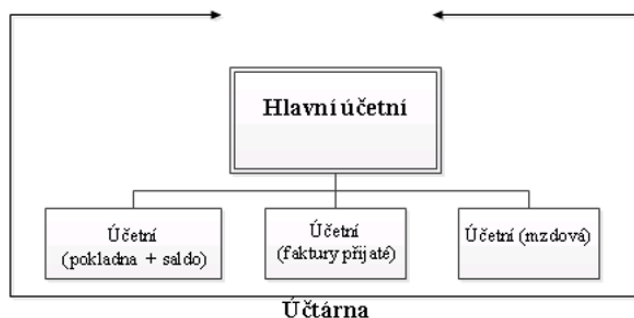 Hlavní účetní
Účetní
(pokladna + saldo)
Účetní
(faktury přijaté)
Účetní (mzdová)
Účtárna